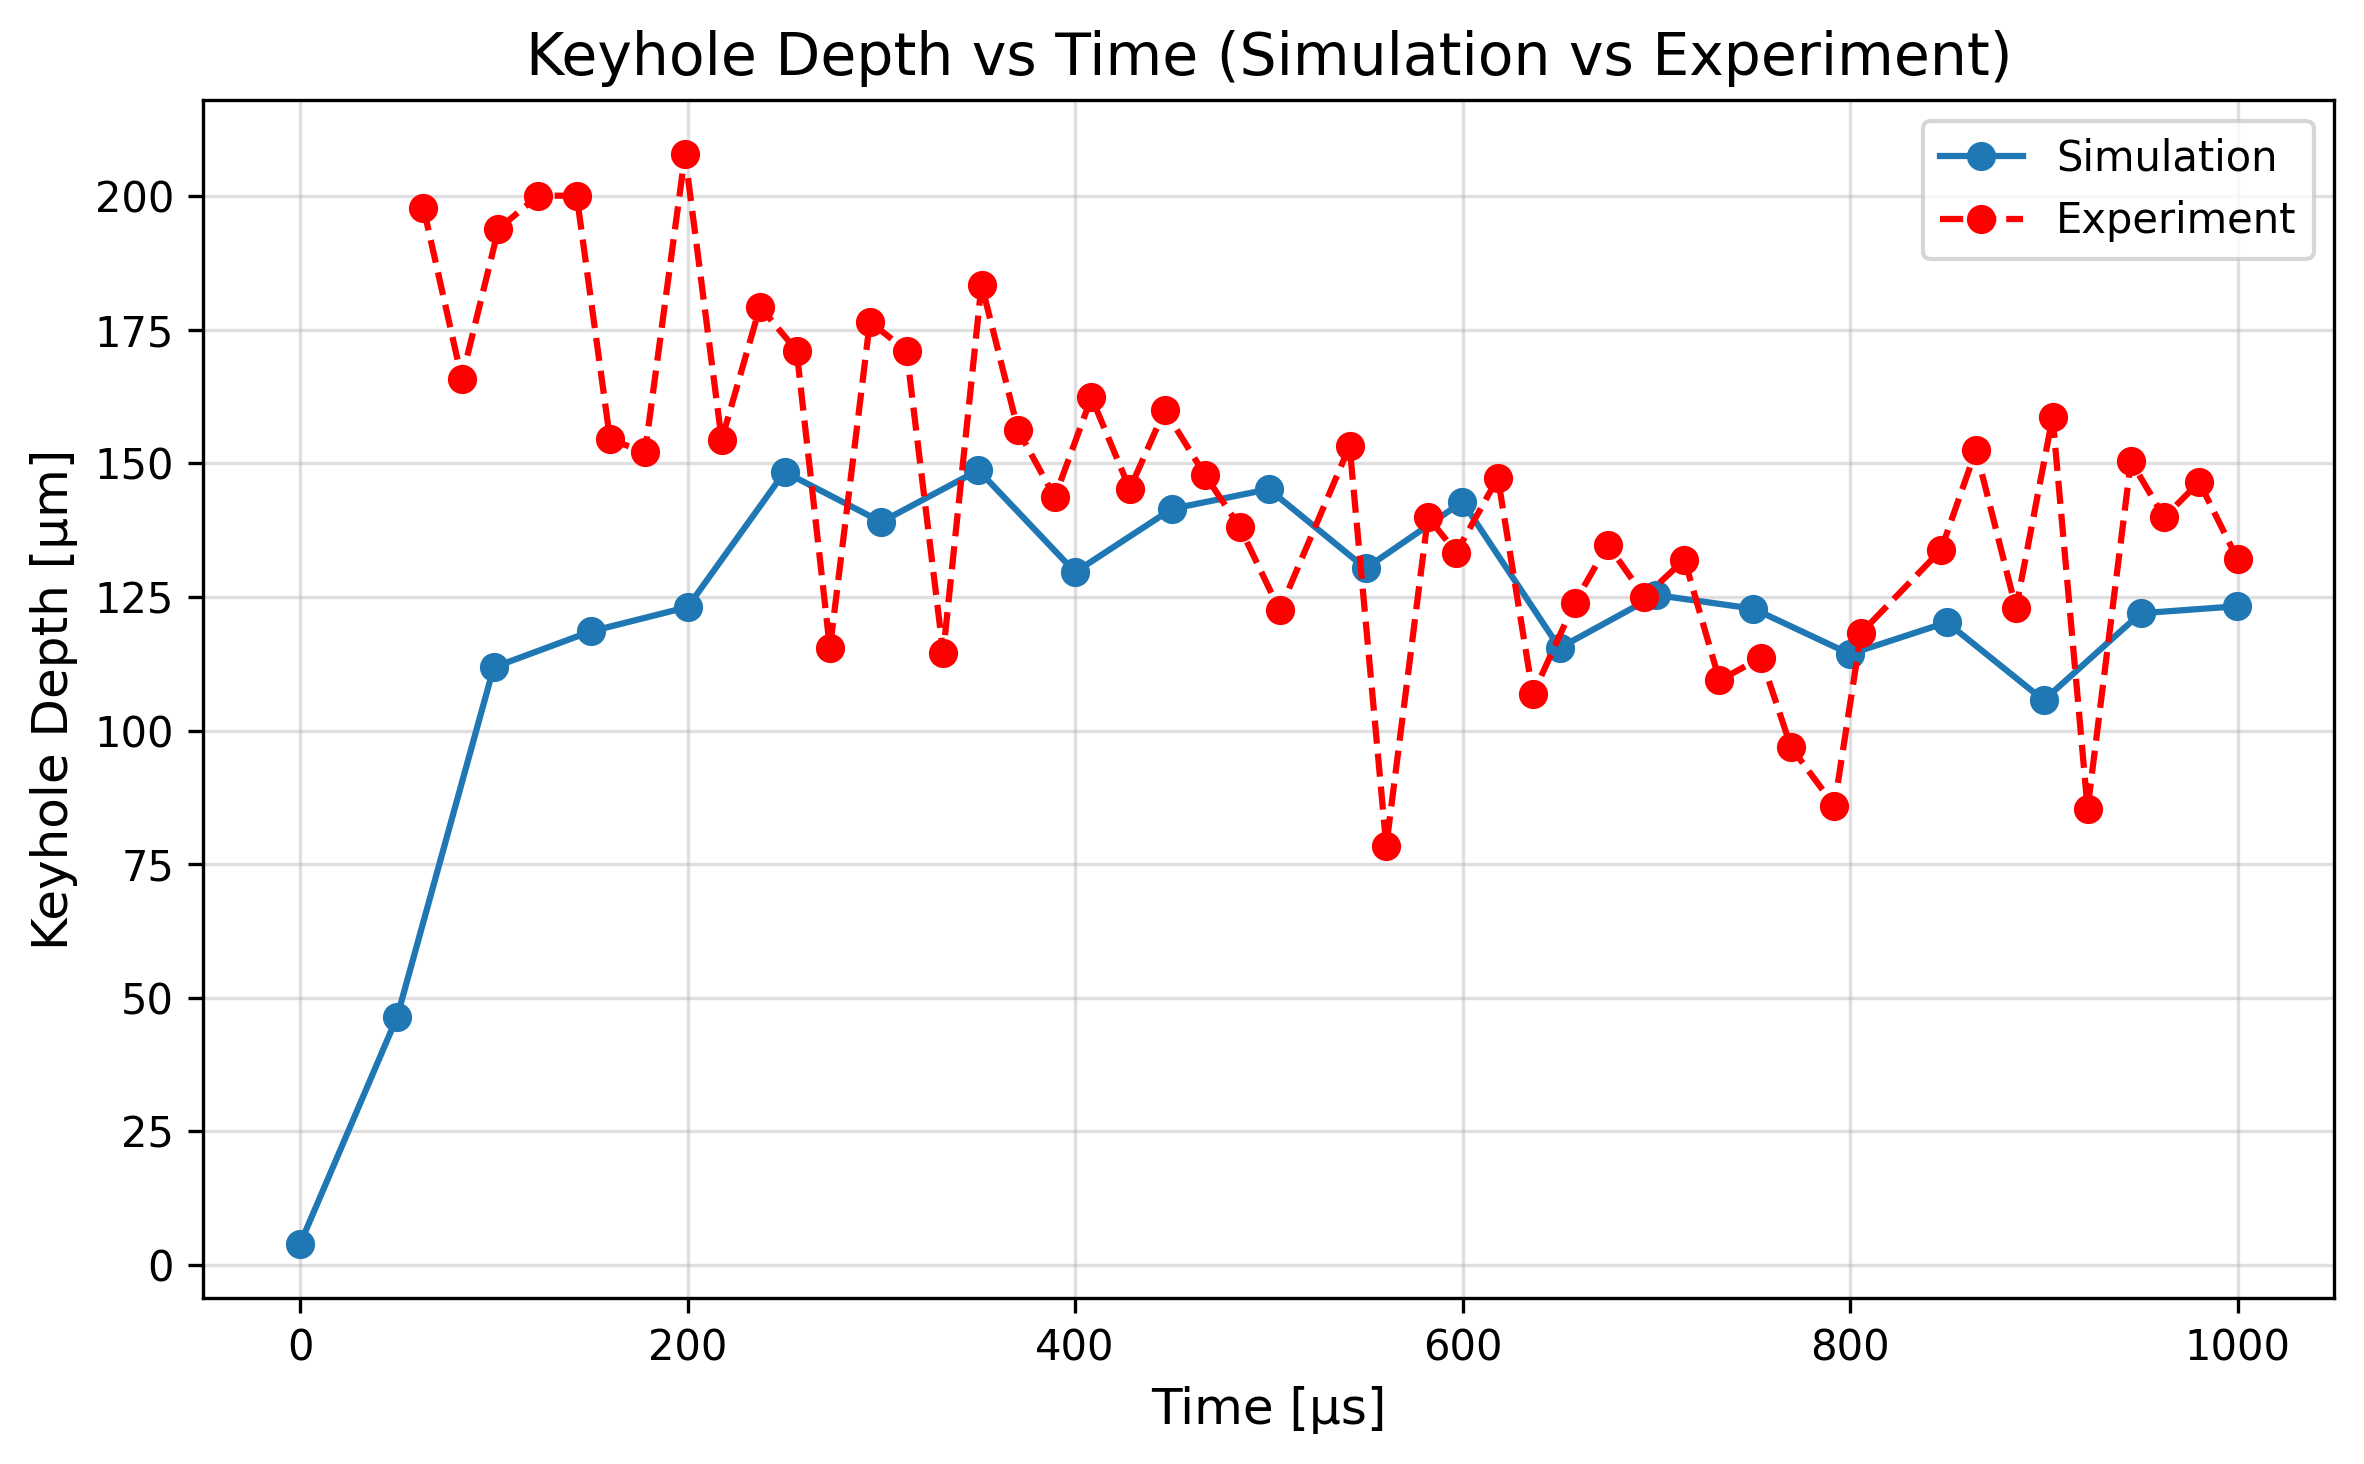 Keyhole Depth vs Time (Simulation vs Experiment)
Simulation
Experiment
Keyhole Depth [μm]
200
175
150
125
100
75
50
25
0
0 200 400 600 800 1000
Time [μs]